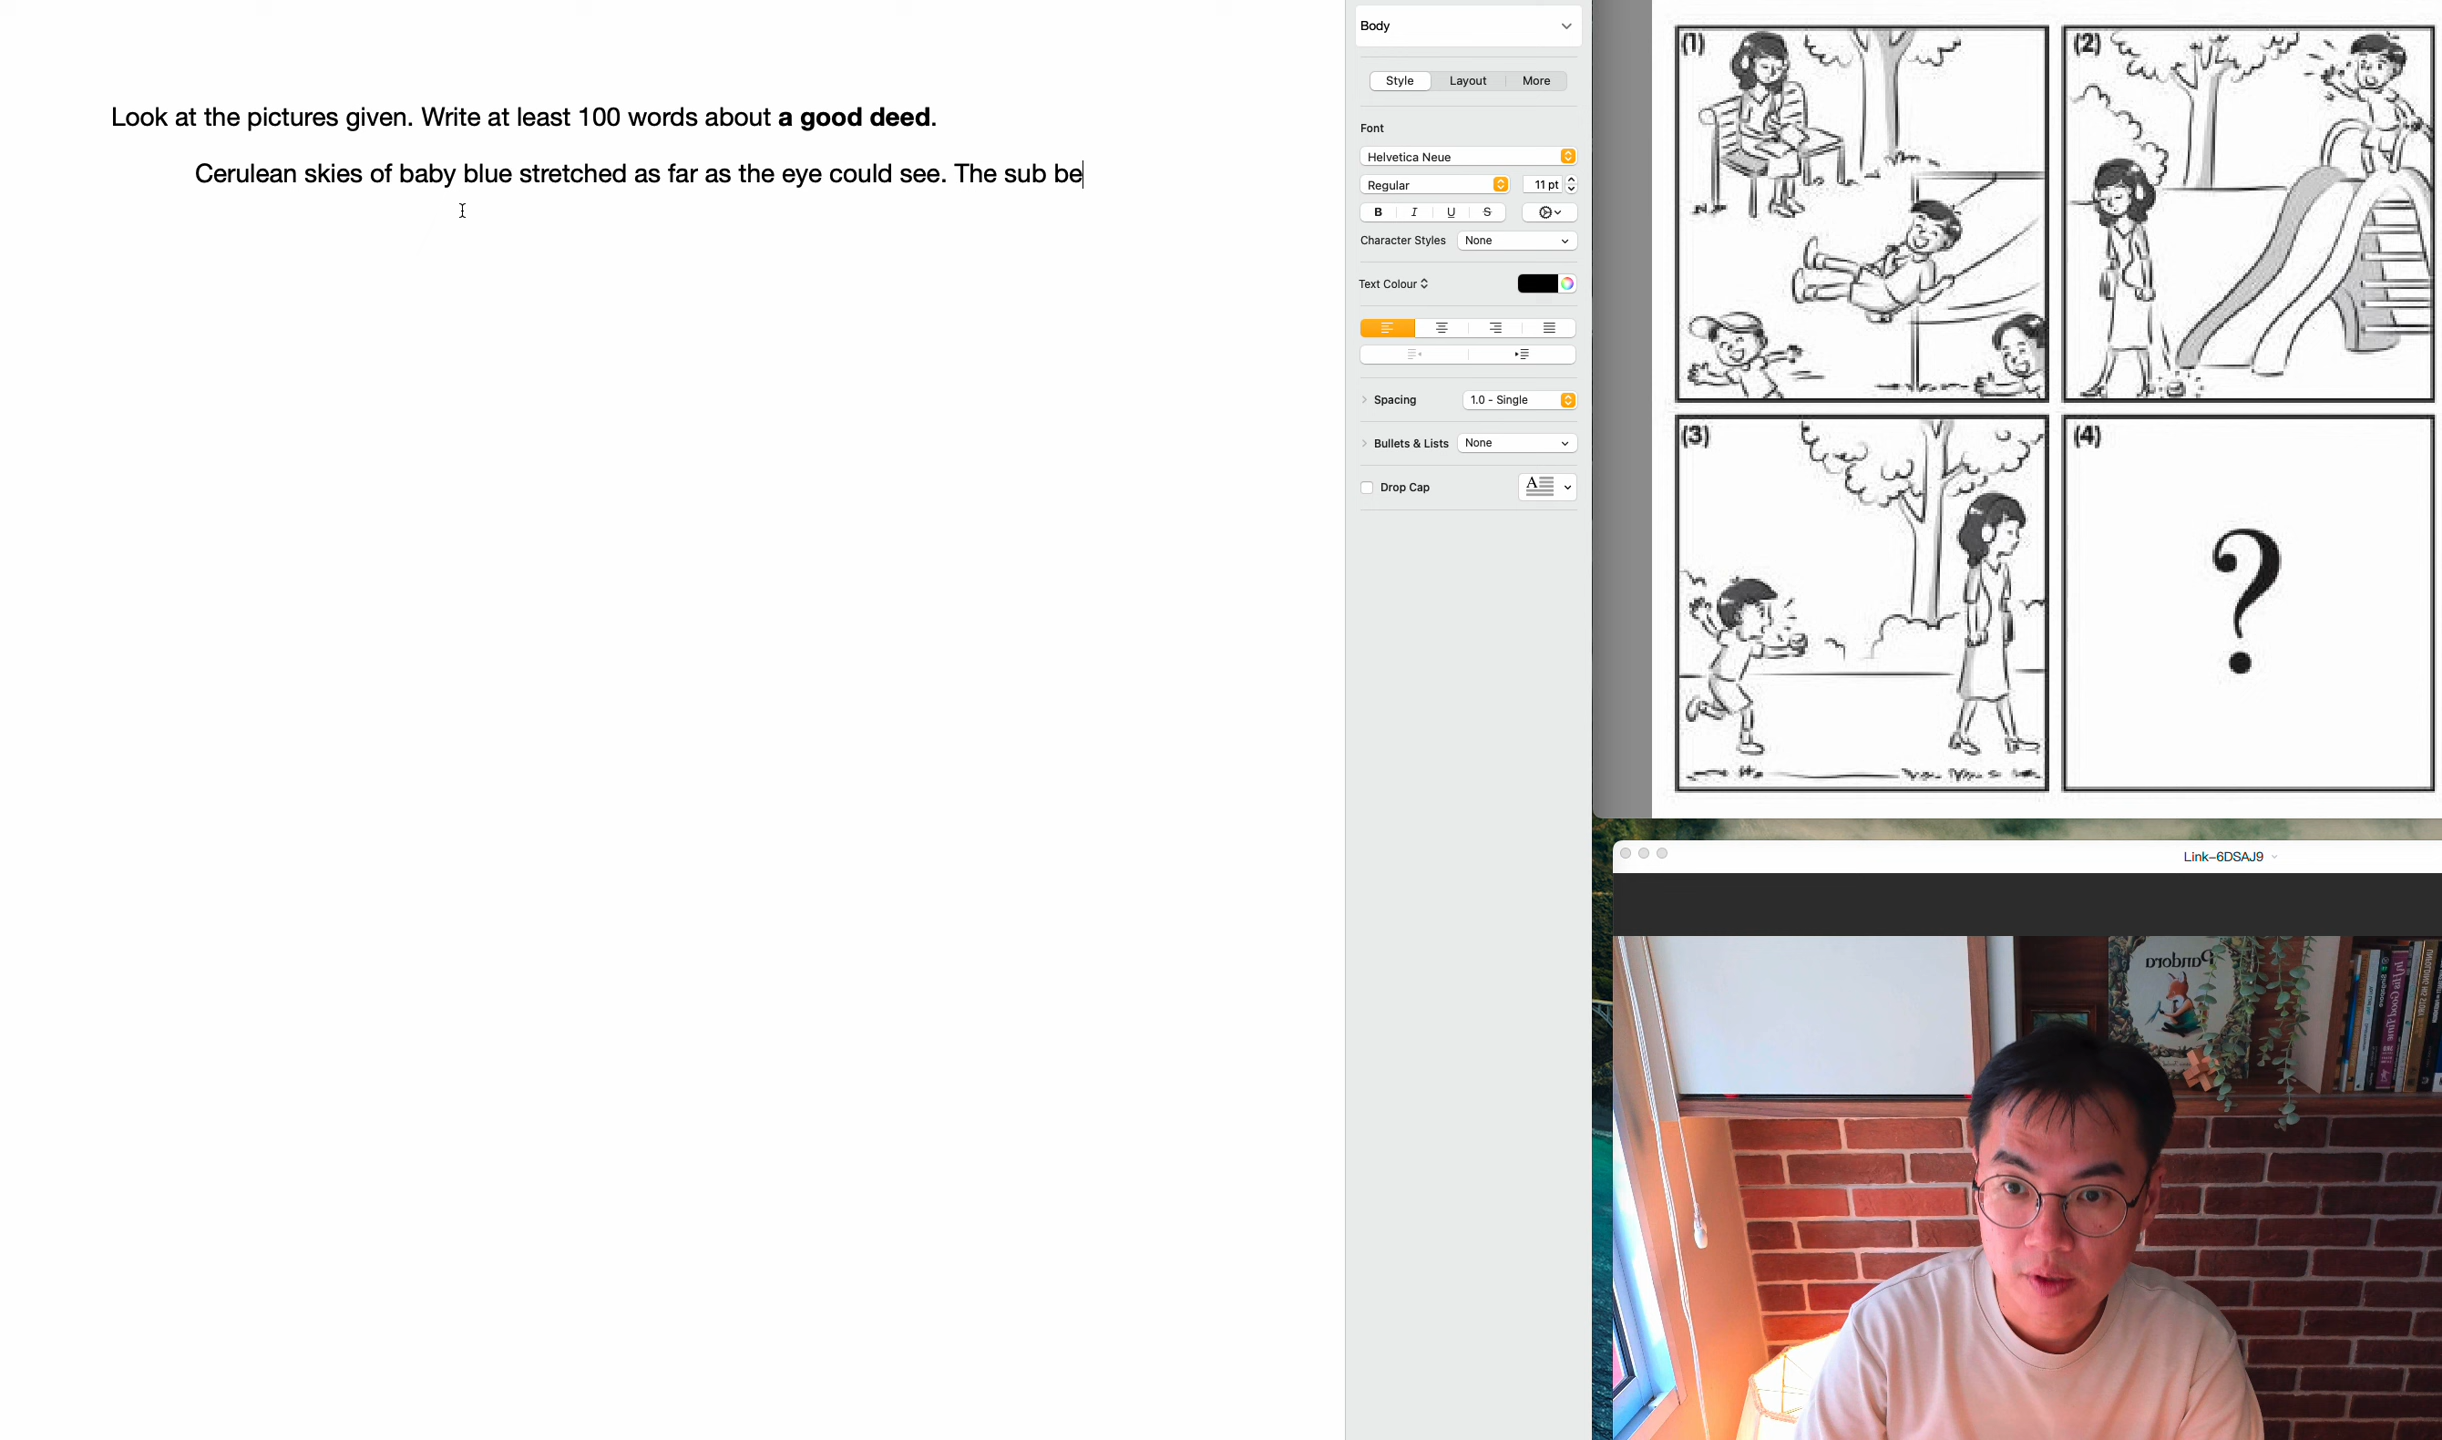 Look at the pictures given. Write at least 100 words about a good deed.
Cerulean skies of baby blue stretched as far as the eye could see. The sub be
Body
Style Layout More
Font
Helvetica Neue
Regular 11 pt
B I U S
Character Styles None
Text Colour
Spacing 1.0 - Single
Bullets & Lists None
Drop Cap A
(1)
(2)
(3)
(4)
?
Link-6DSAJ9
Pandora